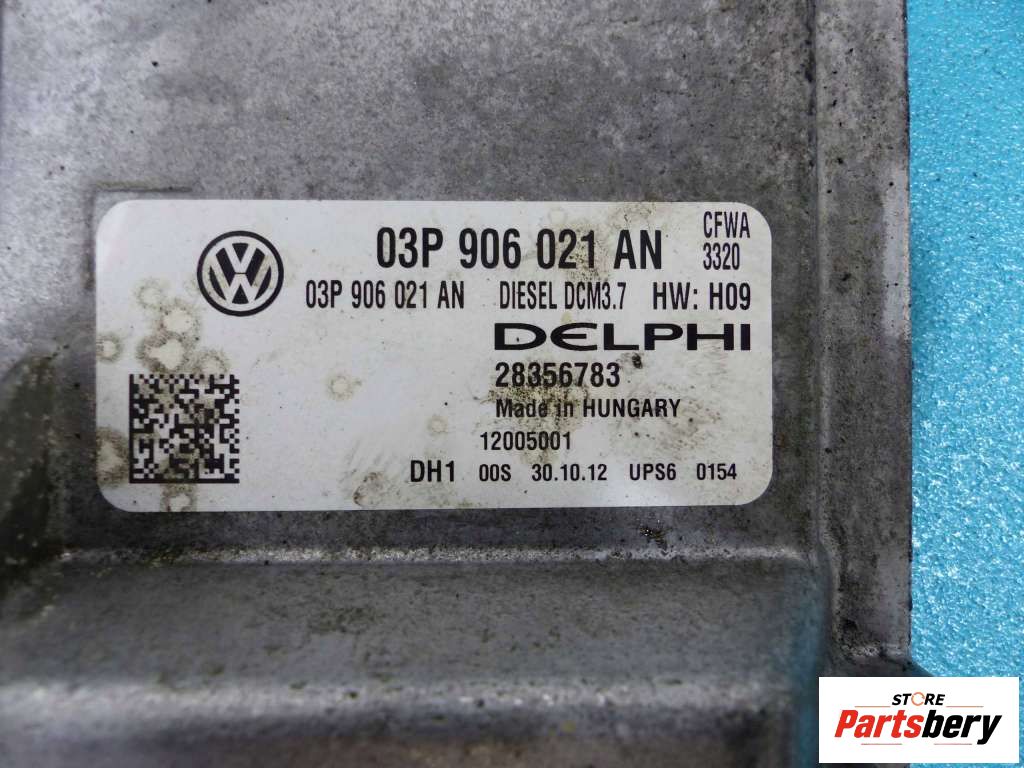 03P 906 021 AN
CFWA
3320
03P 906 021 AN DIESEL DCM3.7 HW: H09
DELPHI
28356783
Made in HUNGARY
12005001
DH1 00S 30.10.12 UPS6 0154
STORE
Partsbery